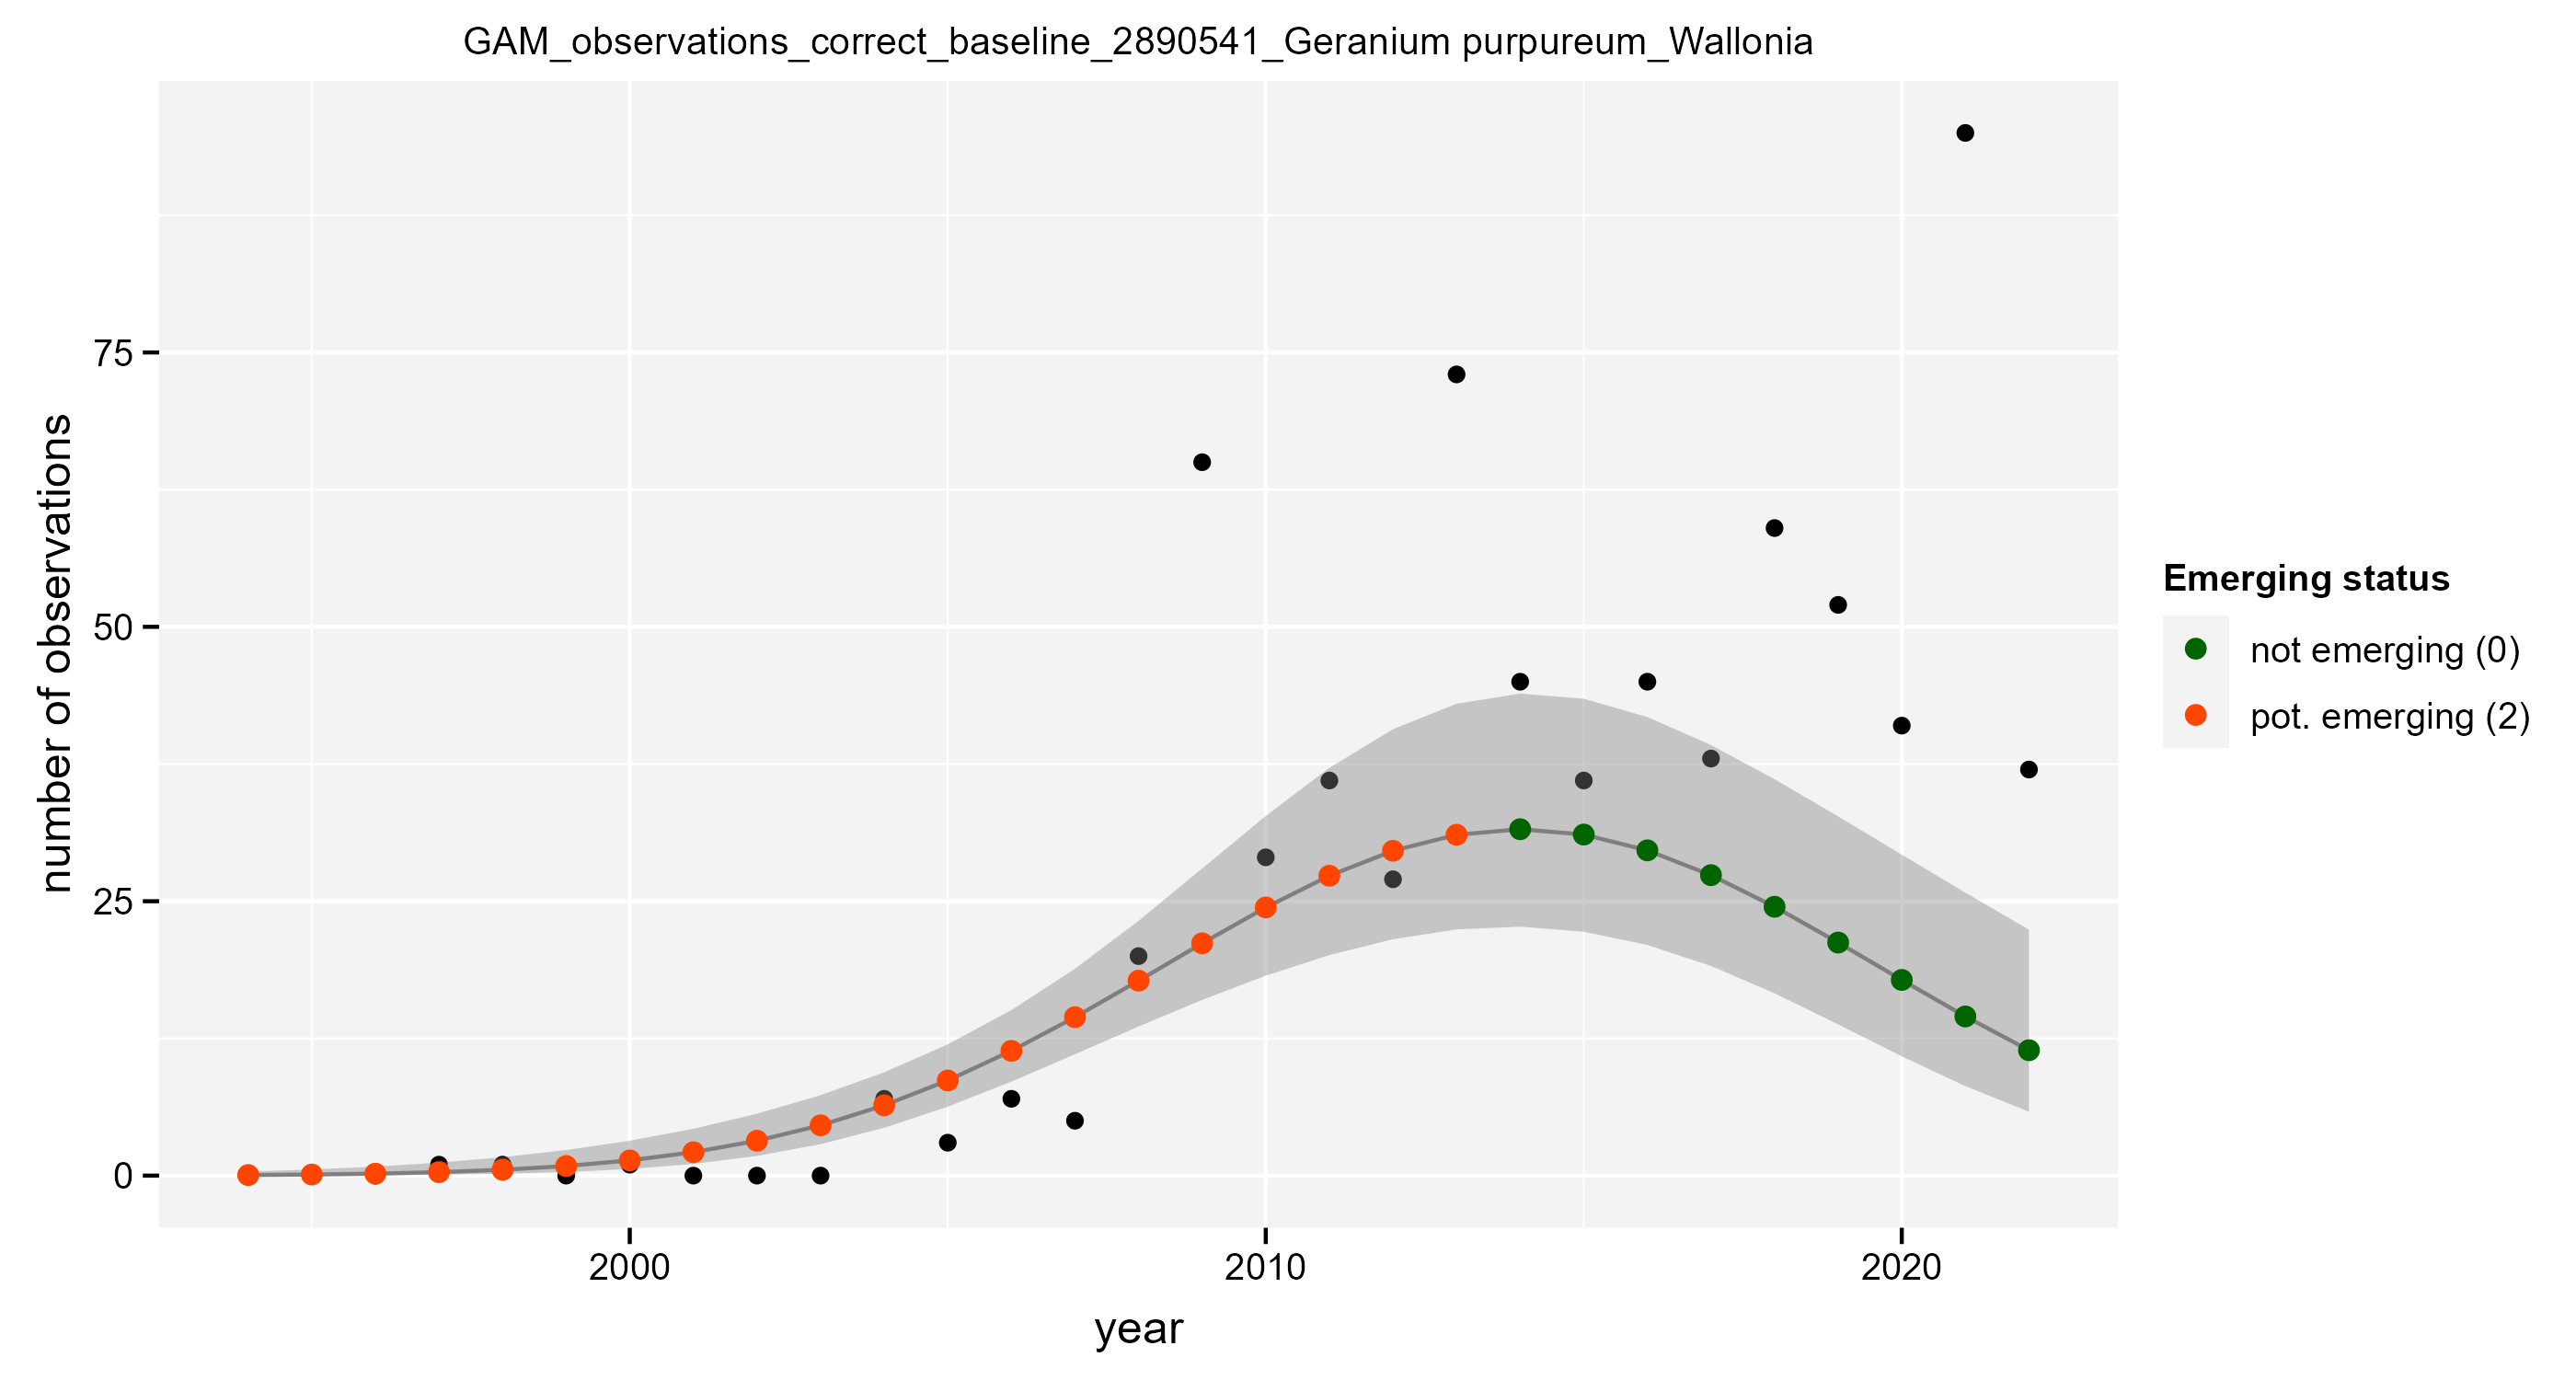 GAM_observations_correct_baseline_2890541_Geranium purpureum_Wallonia
number of observations
75
50
25
0
2000 2010 2020
year
Emerging status
not emerging (0)
pot. emerging (2)